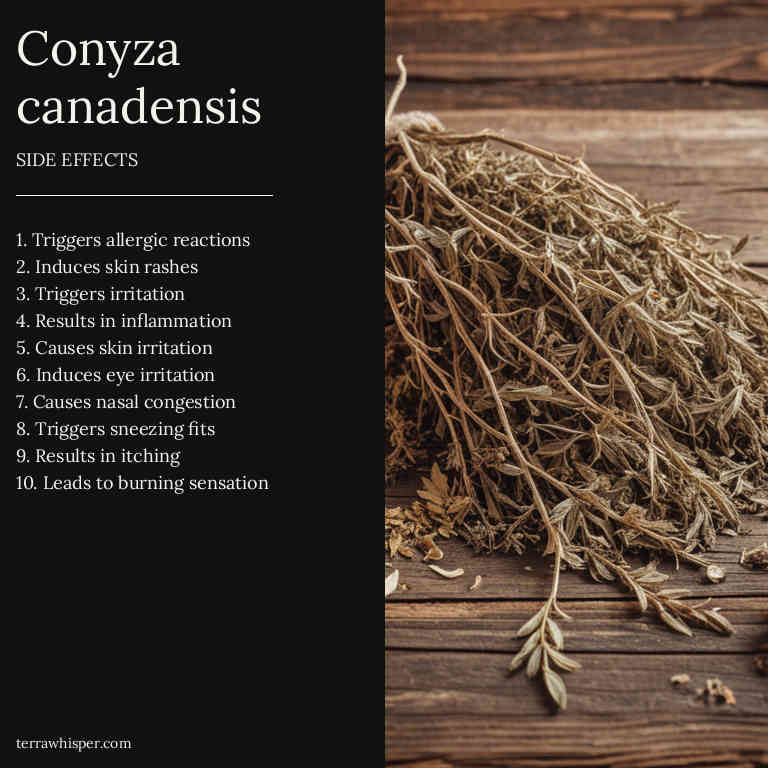 Conyza
canadensis
SIDE EFFECTS
1. Triggers allergic reactions
2. Induces skin rashes
3. Triggers irritation
4. Results in inflammation
5. Causes skin irritation
6. Induces eye irritation
7. Causes nasal congestion
8. Triggers sneezing fits
9. Results in itching
10. Leads to burning sensation
terrawhisper.com